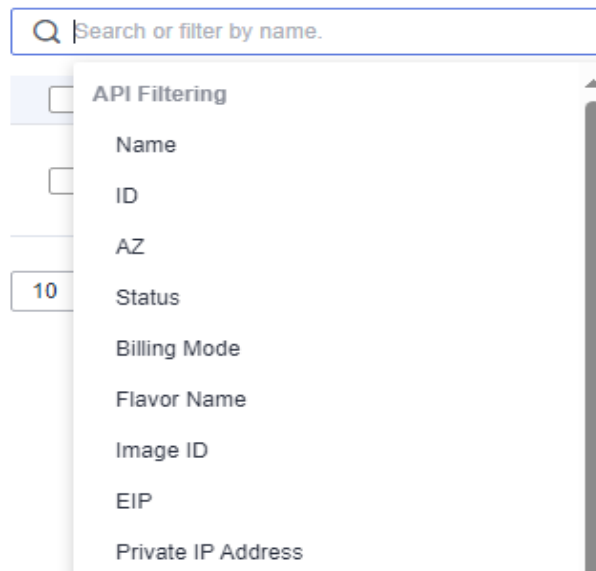 Search or filter by name.
API Filtering
Name
ID
AZ
Status
10
Billing Mode
Flavor Name
Image ID
EIP
Private IP Address